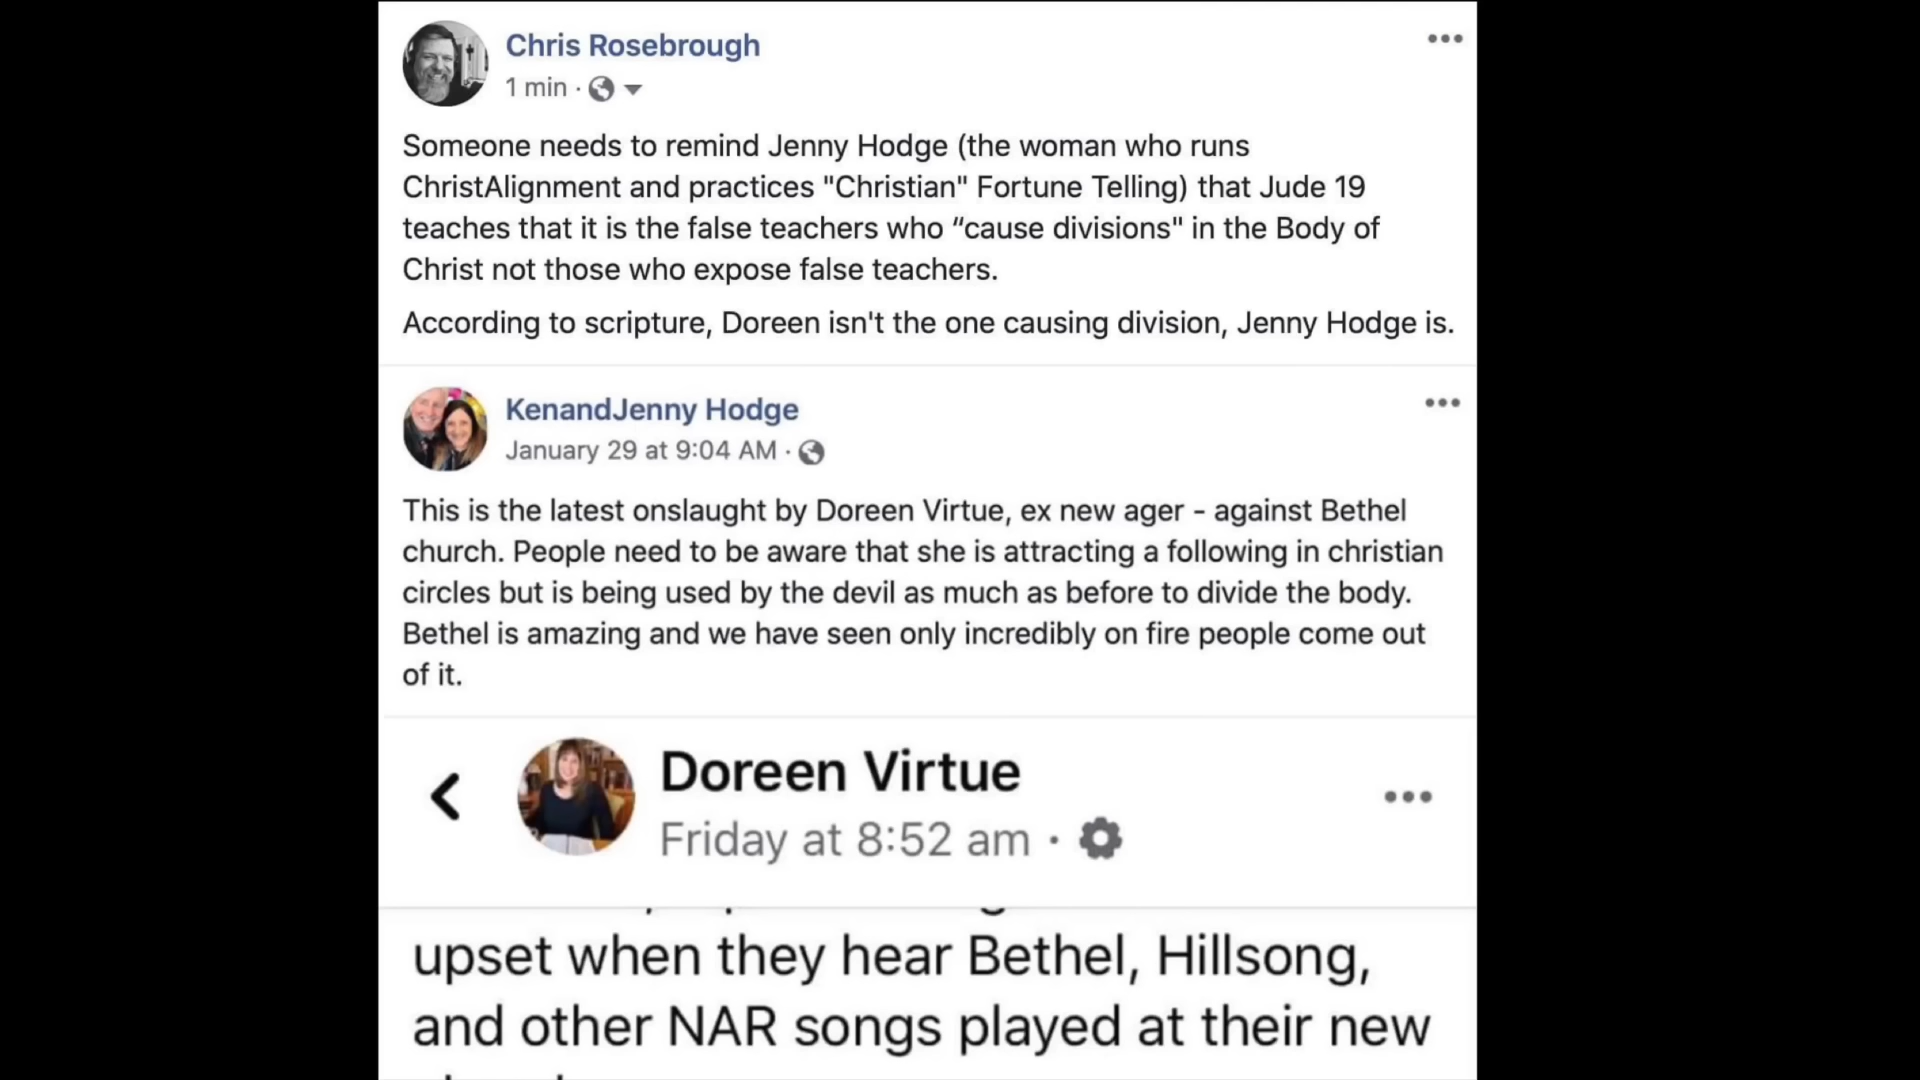 Chris Rosebrough
1 min ·
Someone needs to remind Jenny Hodge (the woman who runs
ChristAlignment and practices "Christian" Fortune Telling) that Jude 19
teaches that it is the false teachers who “cause divisions" in the Body of
Christ not those who expose false teachers.
According to scripture, Doreen isn't the one causing division, Jenny Hodge is.
KenandJenny Hodge
January 29 at 9:04 AM ·
This is the latest onslaught by Doreen Virtue, ex new ager - against Bethel
church. People need to be aware that she is attracting a following in christian
circles but is being used by the devil as much as before to divide the body.
Bethel is amazing and we have seen only incredibly on fire people come out
of it.
Doreen Virtue
Friday at 8:52 am ·
upset when they hear Bethel, Hillsong,
and other NAR songs played at their new